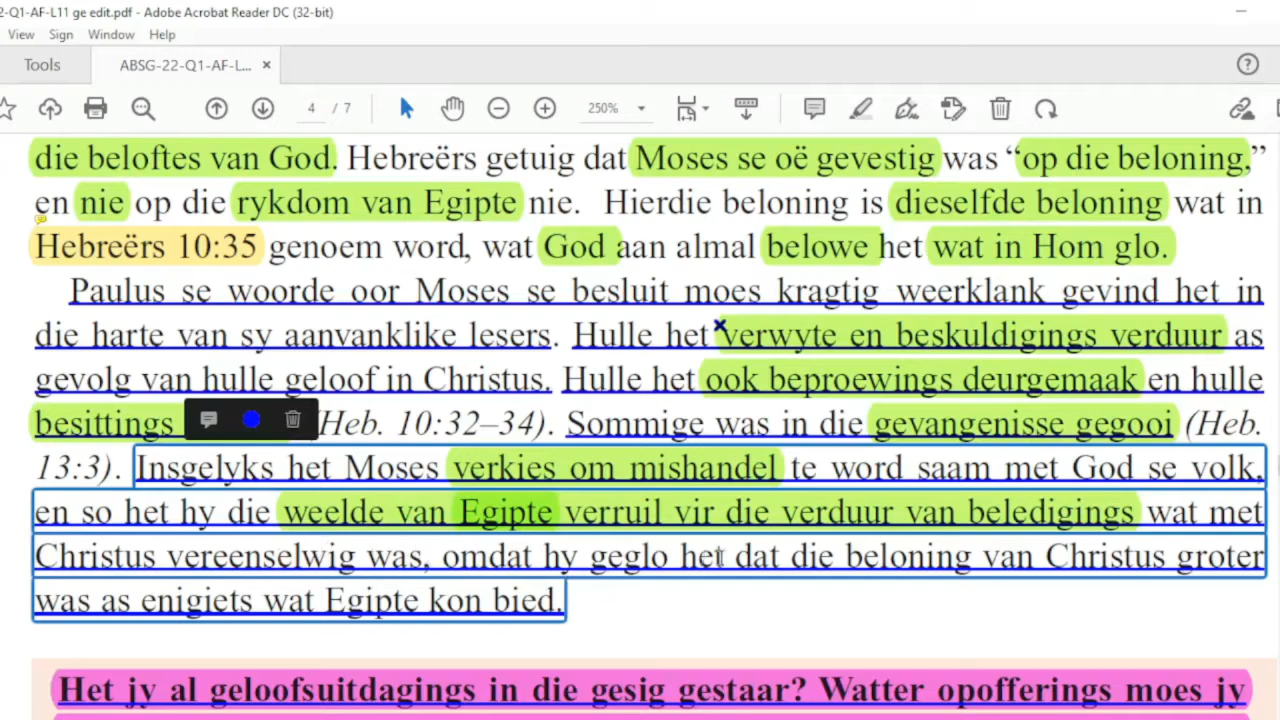 2-Q1-AF-L11 ge edit.pdf - Adobe Acrobat Reader DC (32-bit)
View Sign Window Help
Tools ABSG-22-Q1-AF-L... ×
4 / 7 250%
die beloftes van God. Hebreërs getuig dat Moses se oë gevestig was “op die beloning,”
en nie op die rykdom van Egipte nie. Hierdie beloning is dieselfde beloning wat in
Hebreërs 10:35 genoem word, wat God aan almal belowe het wat in Hom glo.
Paulus se woorde oor Moses se besluit moes kragtig weerklank gevind het in
die harte van sy aanvanklike lesers. Hulle het verwyte en beskuldigings verduur as
gevolg van hulle geloof in Christus. Hulle het ook beproewings deurgemaak en hulle
besittings (Heb. 10:32–34). Sommige was in die gevangenisse gegooi (Heb.
13:3). Insgelyks het Moses verkies om mishandel te word saam met God se volk,
en so het hy die weelde van Egipte verruil vir die verduur van beledigings wat met
Christus vereenselwig was, omdat hy geglo het dat die beloning van Christus groter
was as enigiets wat Egipte kon bied.
Het jy al geloofsuitdagings in die gesig gestaar? Watter opofferings moes jy